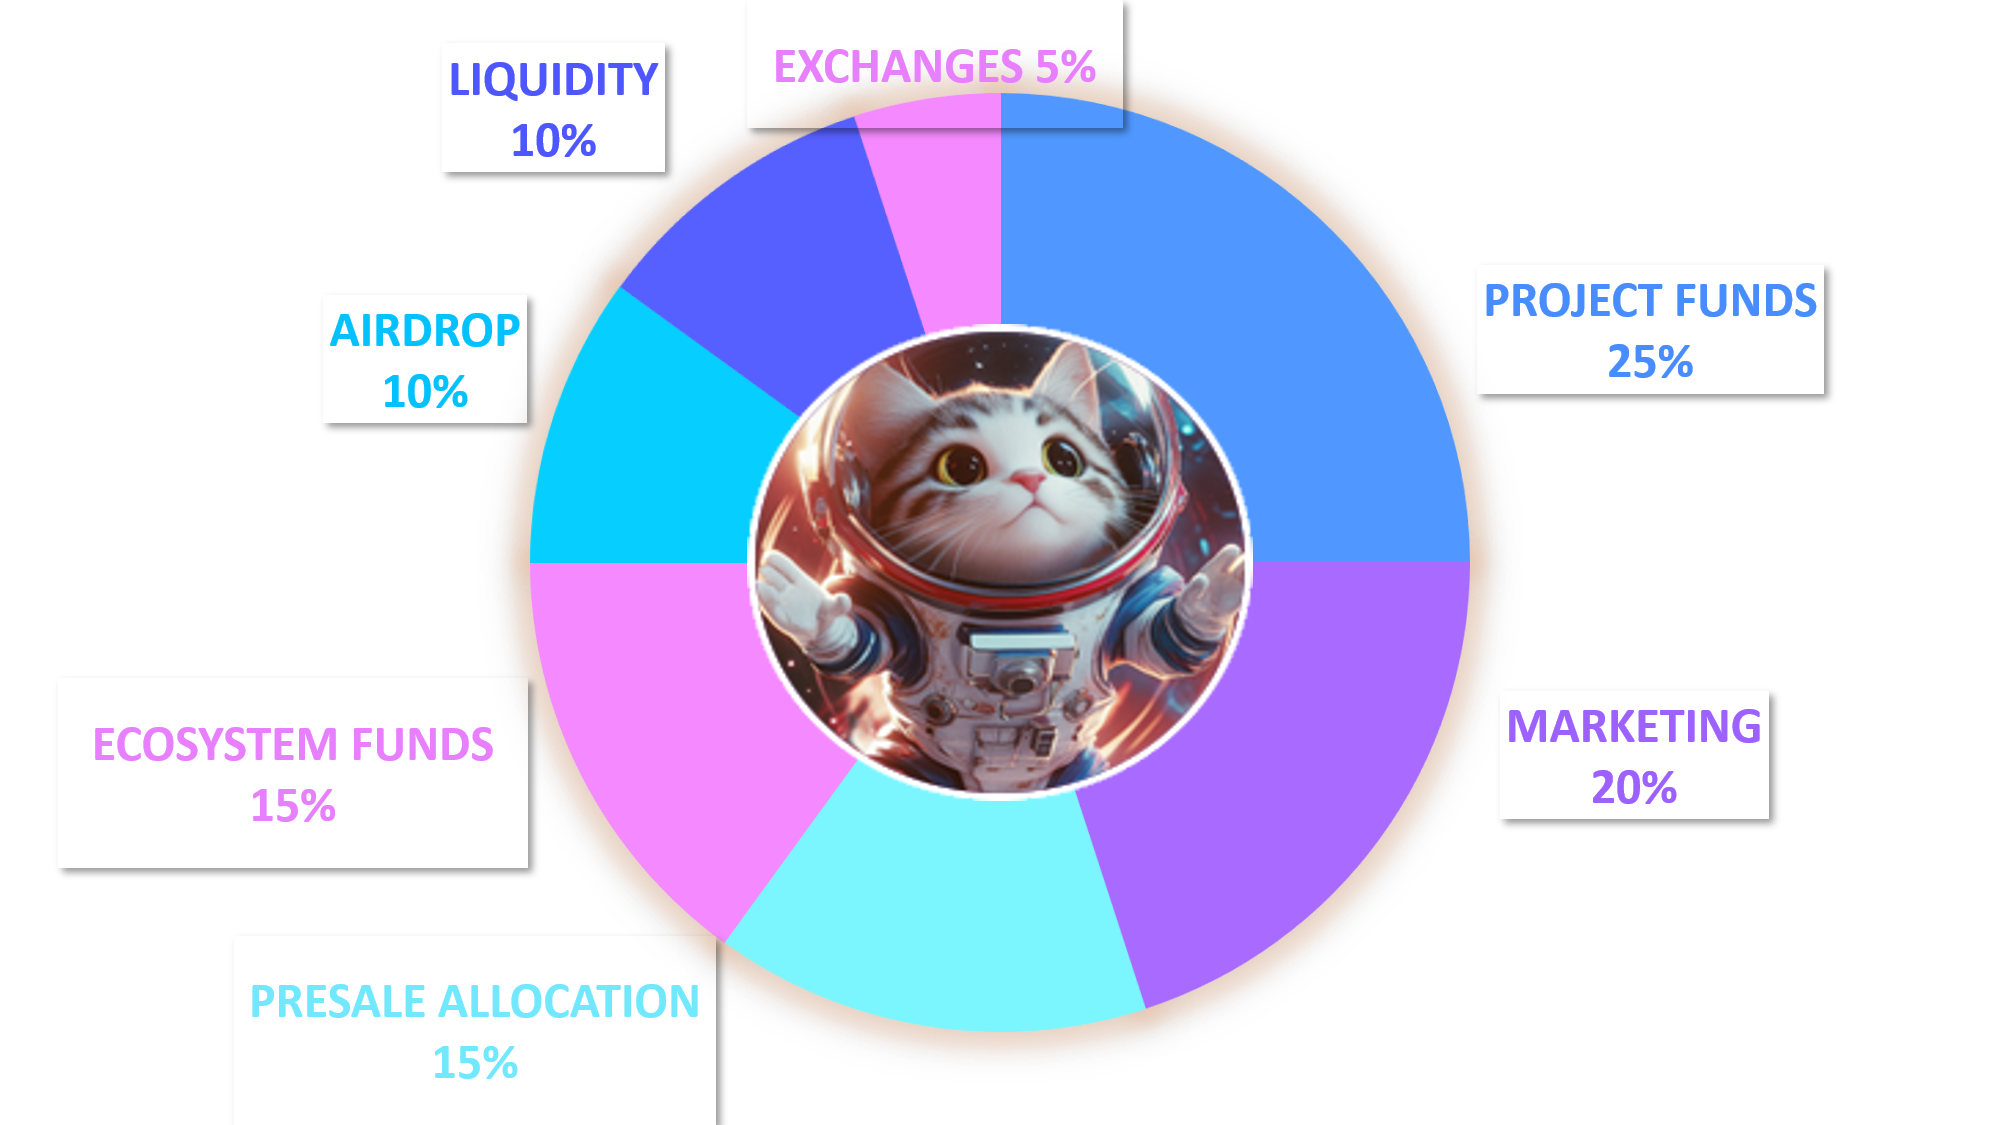 EXCHANGES 5%
LIQUIDITY
10%
PROJECT FUNDS
25%
AIRDROP
10%
MARKETING
20%
ECOSYSTEM FUNDS
15%
PRESALE ALLOCATION
15%